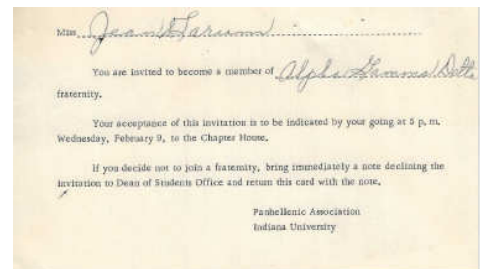 Miss Jean
You are invited to become a member of Alpha Gamma Delta
fraternity.
Your acceptance of this invitation is to be indicated by your going at 5 p. m.
Wednesday, February 9, to the Chapter House.
If you decide not to join a fraternity, bring immediately a note declining the
invitation to Dean of Students Office and return this card with the note.
Panhellenic Association
Indiana University